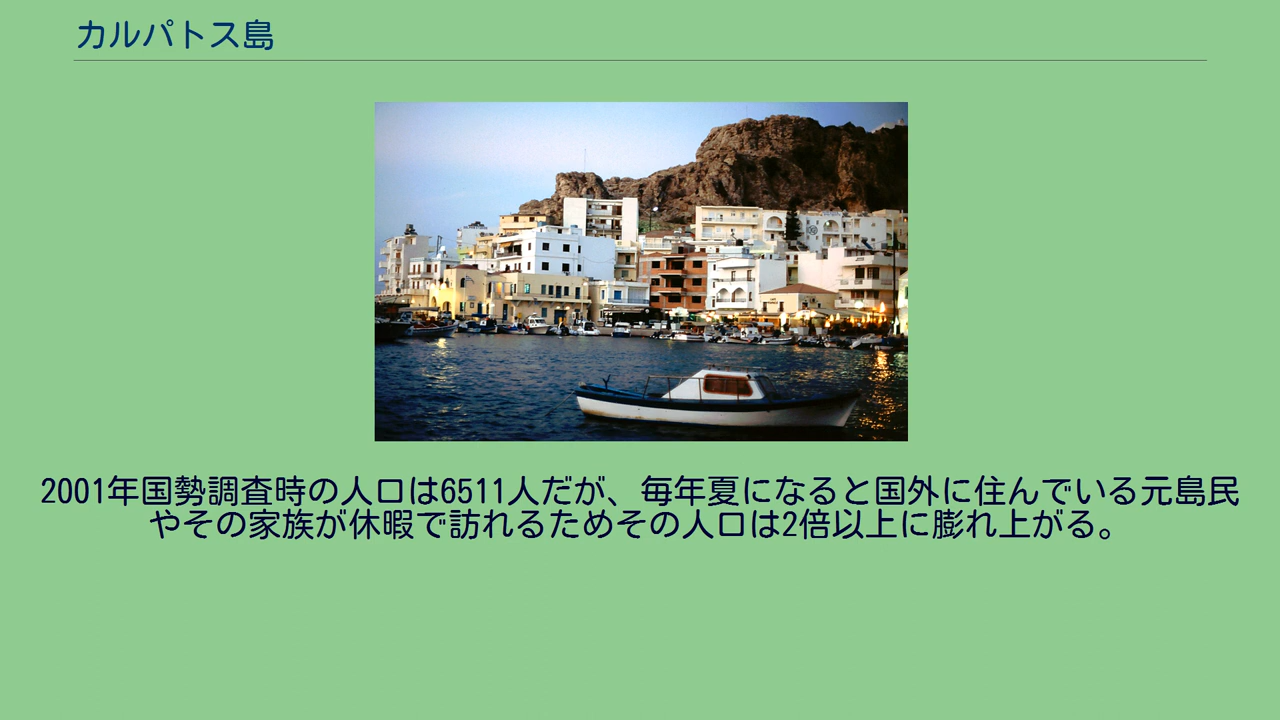 カルパトス島
2001年国勢調査時の人口は6511人だが、毎年夏になると国外に住んでいる元島民
やその家族が休暇で訪れるためその人口は2倍以上に膨れ上がる。